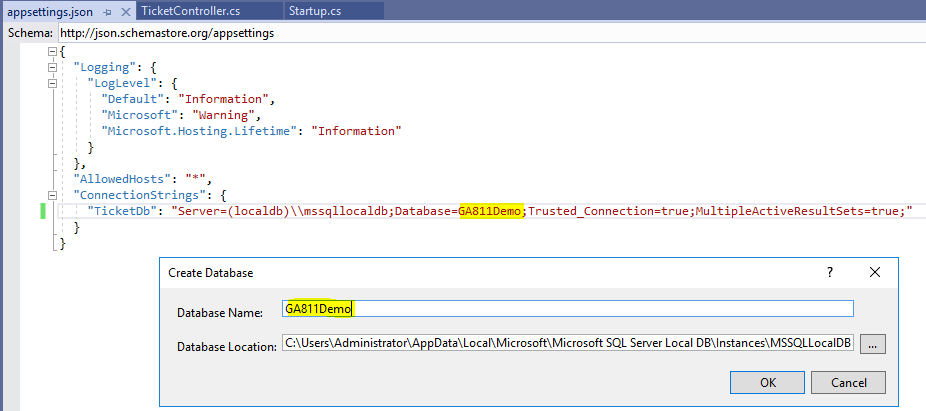 appsettings.json TicketController.cs Startup.cs
Schema: http://json.schemastore.org/appsettings
{
"Logging": {
"LogLevel": {
"Default": "Information",
"Microsoft": "Warning",
"Microsoft.Hosting.Lifetime": "Information"
}
},
"AllowedHosts": "*",
"ConnectionStrings": {
"TicketDb": "Server=(localdb)\\mssqllocaldb;Database=GA811Demo;Trusted_Connection=true;MultipleActiveResultSets=true;"
}
}
Create Database ?
Database Name: GA811Demo
Database Location: C:\Users\Administrator\AppData\Local\Microsoft\Microsoft SQL Server Local DB\Instances\MSSQLLocalDB ...
OK Cancel